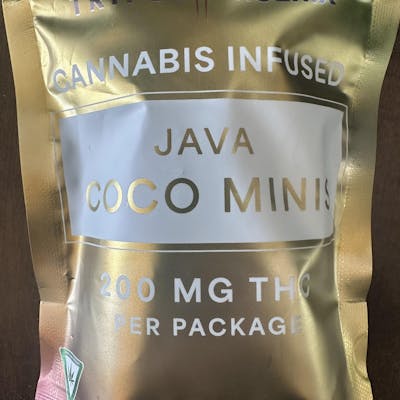 CANNABIS INFUSED
JAVA
COCO MINIS
200 MG THC
PER PACKAGE